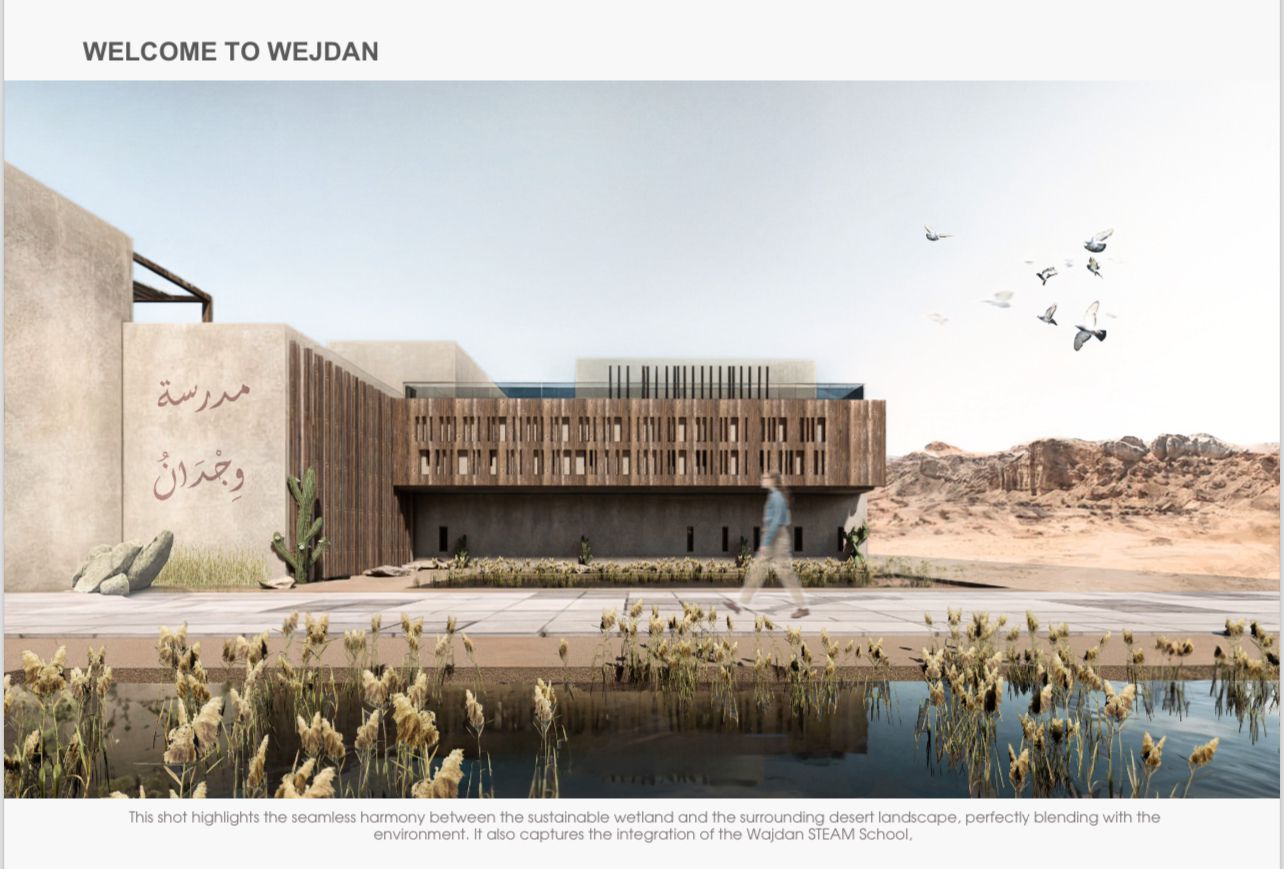 WELCOME TO WEJDAN
مدرسة
وِجْدَانُ
This shot highlights the seamless harmony between the sustainable wetland and the surrounding desert landscape, perfectly blending with the
environment. It also captures the integration of the Wajdan STEAM School,